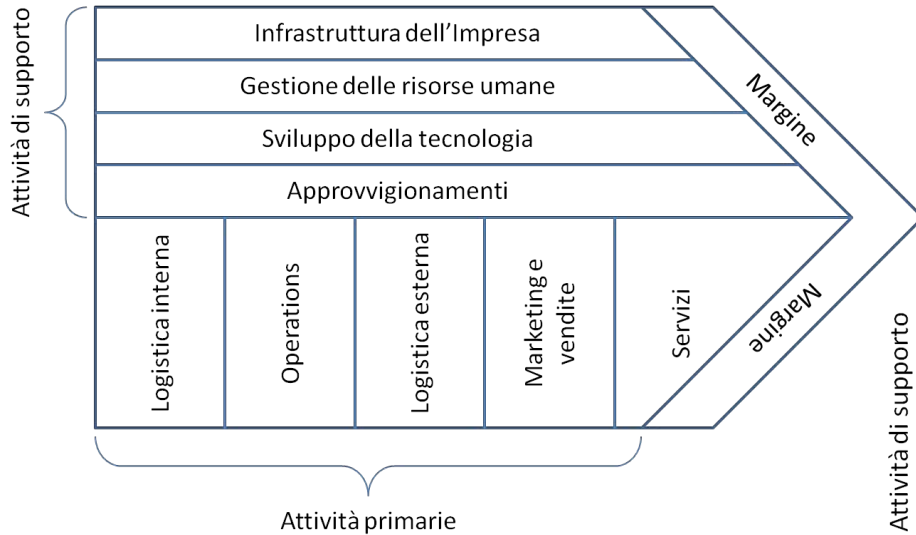 Attività di supporto
Infrastruttura dell’Impresa
Gestione delle risorse umane
Sviluppo della tecnologia
Approvvigionamenti
Margine
Logistica interna
Operations
Logistica esterna
Marketing e
vendite
Servizi
Margine
Attività di supporto
Attività primarie